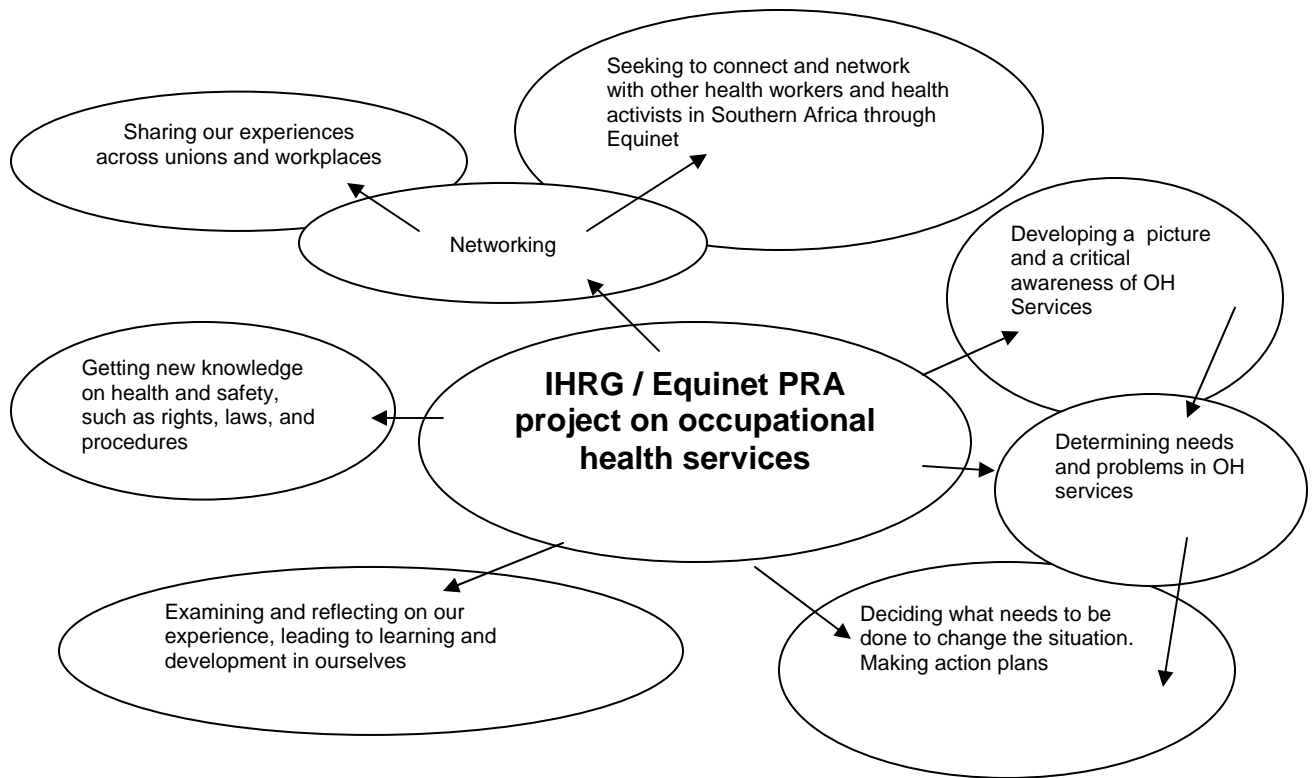 Seeking to connect and network
with other health workers and health
activists in Southern Africa through
Equinet
Sharing our experiences
across unions and workplaces
Networking
Developing a picture
and a critical
awareness of OH
Services
Getting new knowledge
on health and safety,
such as rights, laws, and
procedures
IHRG / Equinet PRA
project on occupational
health services
Determining needs
and problems in OH
services
Examining and reflecting on our
experience, leading to learning and
development in ourselves
Deciding what needs to be
done to change the situation.
Making action plans